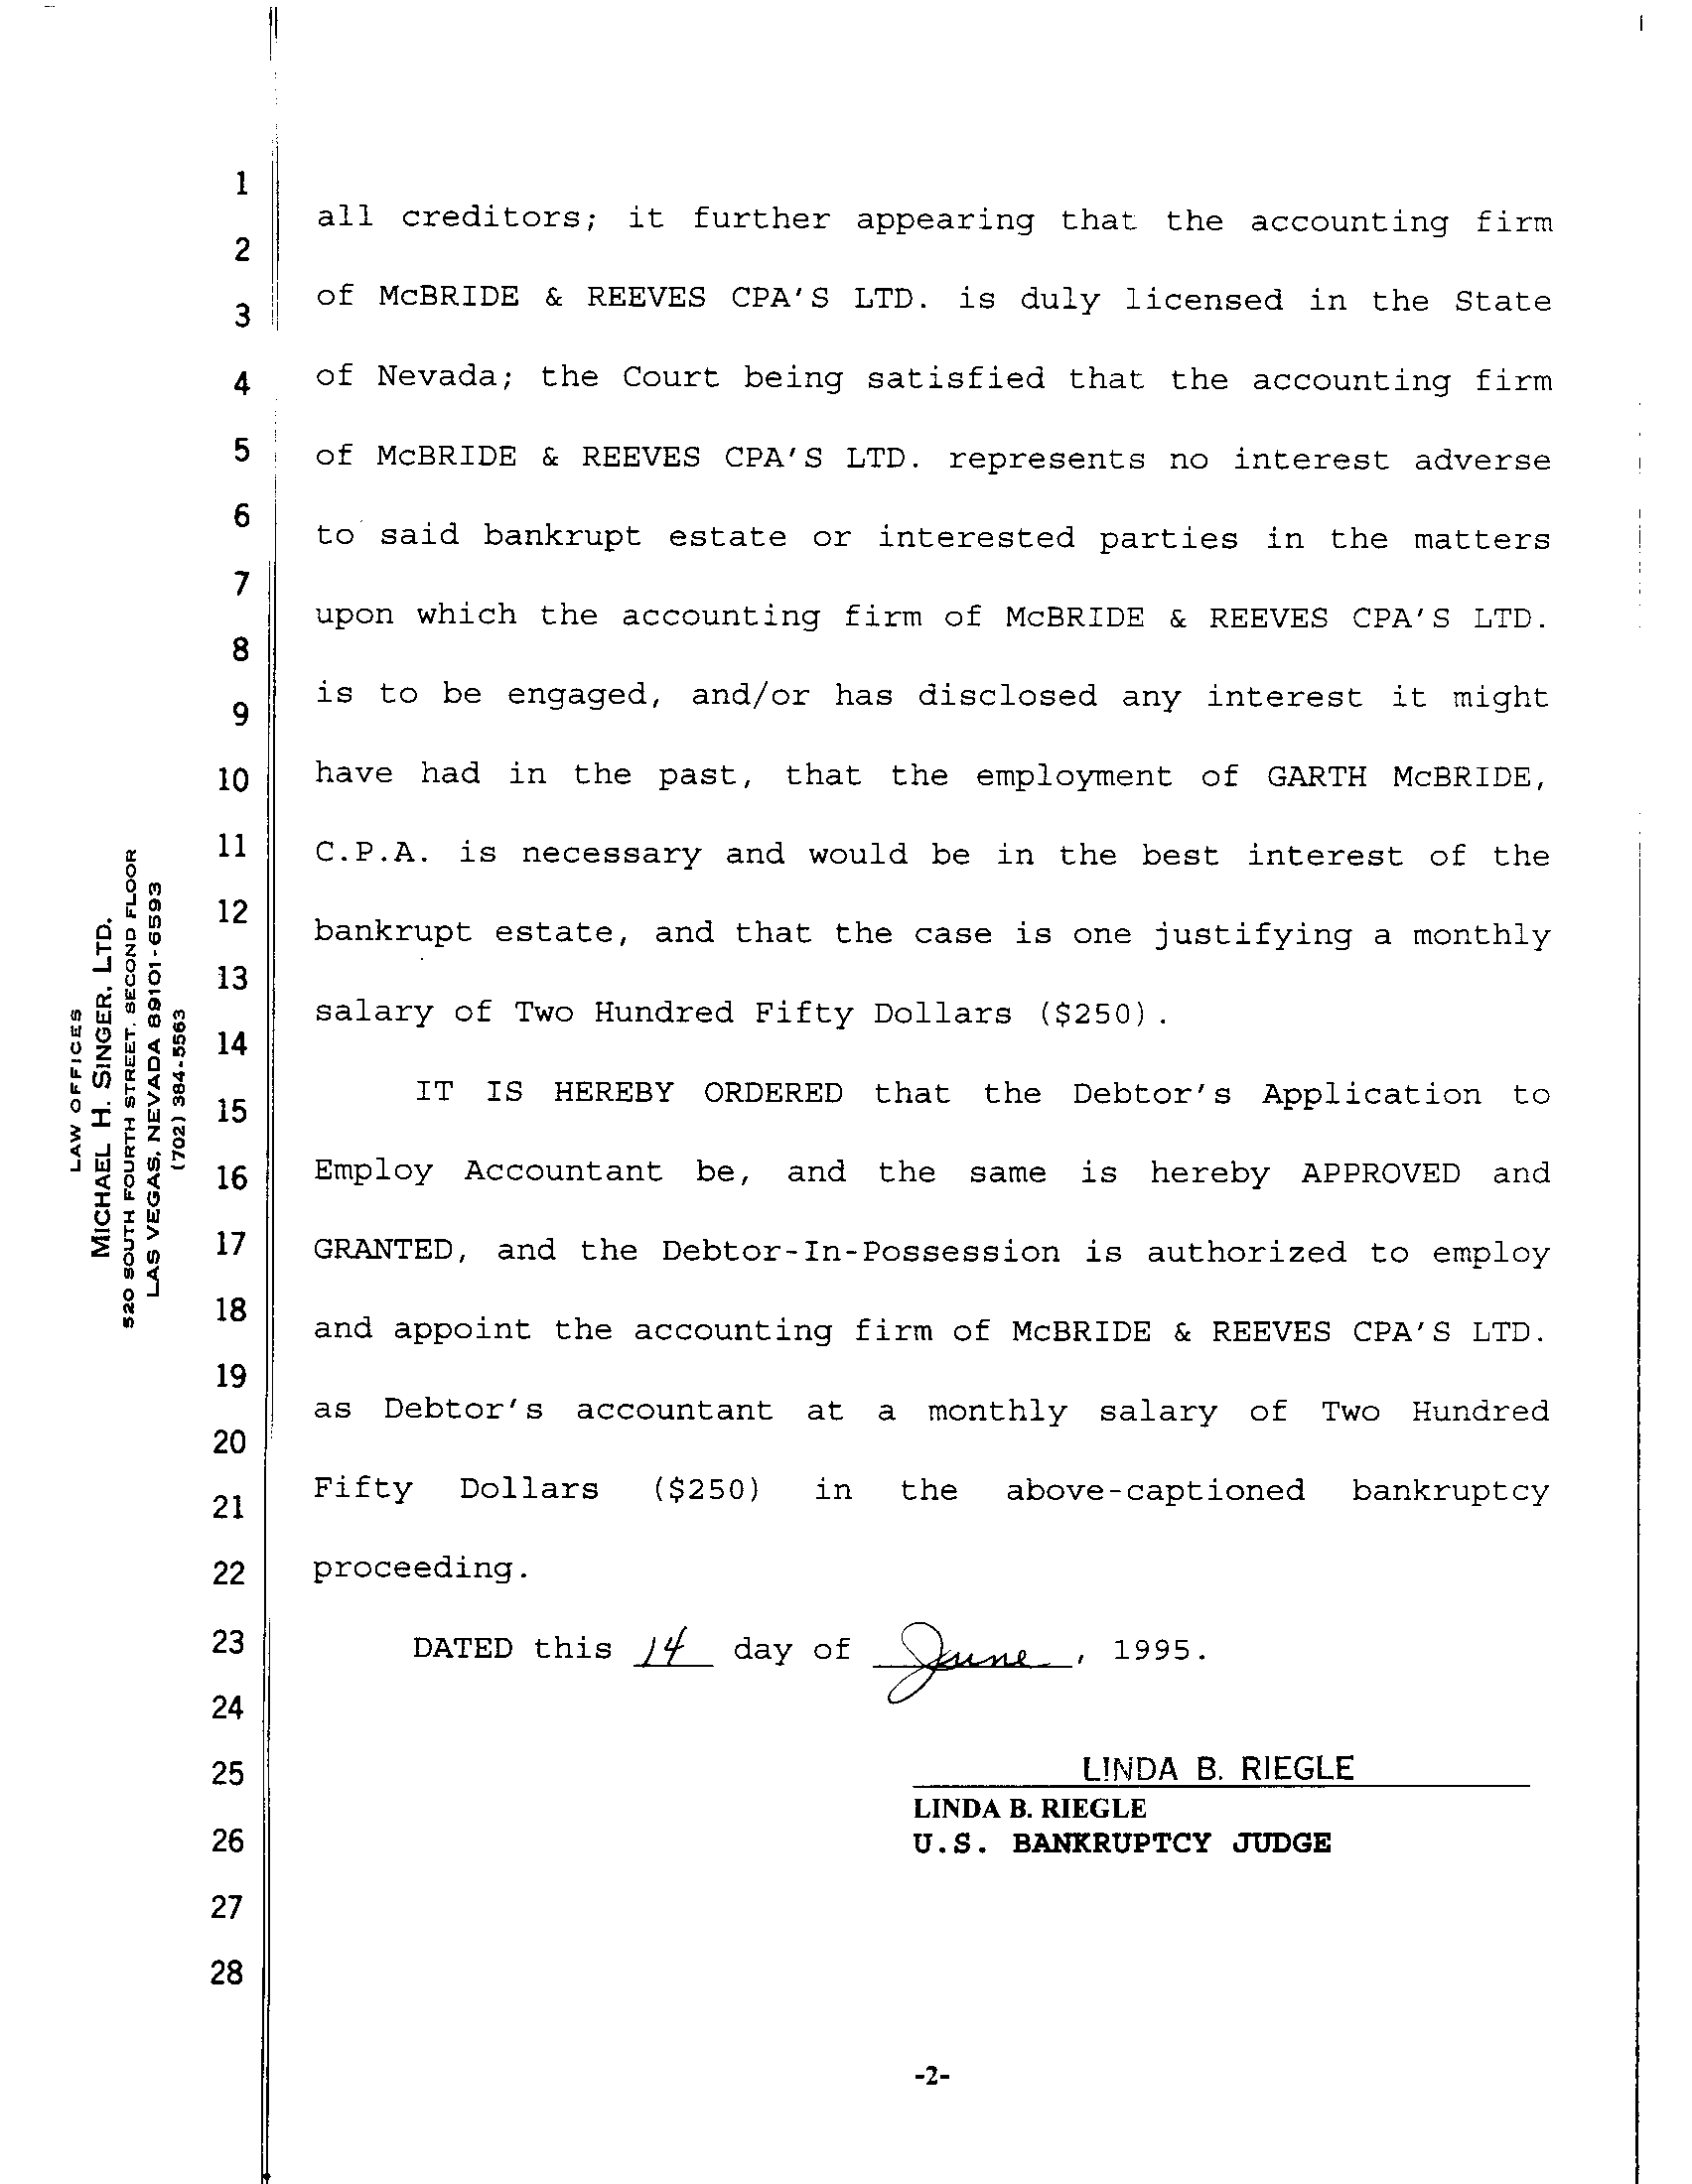 1
all creditors; it further appearing that the accounting firm
2
of McBRIDE & REEVES CPA'S LTD. is duly licensed in the State
3
of Nevada; the Court being satisfied that the accounting firm
4
of McBRIDE & REEVES CPA'S LTD. represents no interest adverse
5
to said bankrupt estate or interested parties in the matters
6
upon which the accounting firm of McBRIDE & REEVES CPA'S LTD.
7
8
is to be engaged, and/or has disclosed any interest it might
9
have had in the past, that the employment of GARTH McBRIDE,
10
C.P.A. is necessary and would be in the best interest of the
11
bankrupt estate, and that the case is one justifying a monthly
12
13
salary of Two Hundred Fifty Dollars ($250).
14
IT IS HEREBY ORDERED that the Debtor's Application to
15
Employ Accountant be, and the same is hereby APPROVED and
16
GRANTED, and the Debtor-In-Possession is authorized to employ
17
18
and appoint the accounting firm of McBRIDE & REEVES CPA'S LTD.
19
as Debtor's accountant at a monthly salary of Two Hundred
20
Fifty Dollars ($250) in the above-captioned bankruptcy
21
proceeding.
22
23
DATED this 14 day of June, 1995.
24
25
LINDA B. RIEGLE
LINDA B. RIEGLE
26
U.S. BANKRUPTCY JUDGE
27
28
-2-
LAW OFFICES
MICHAEL H. SINGER, LTD.
520 SOUTH FOURTH STREET, SECOND FLOOR
LAS VEGAS, NEVADA 89101-6593
(702) 384-5563